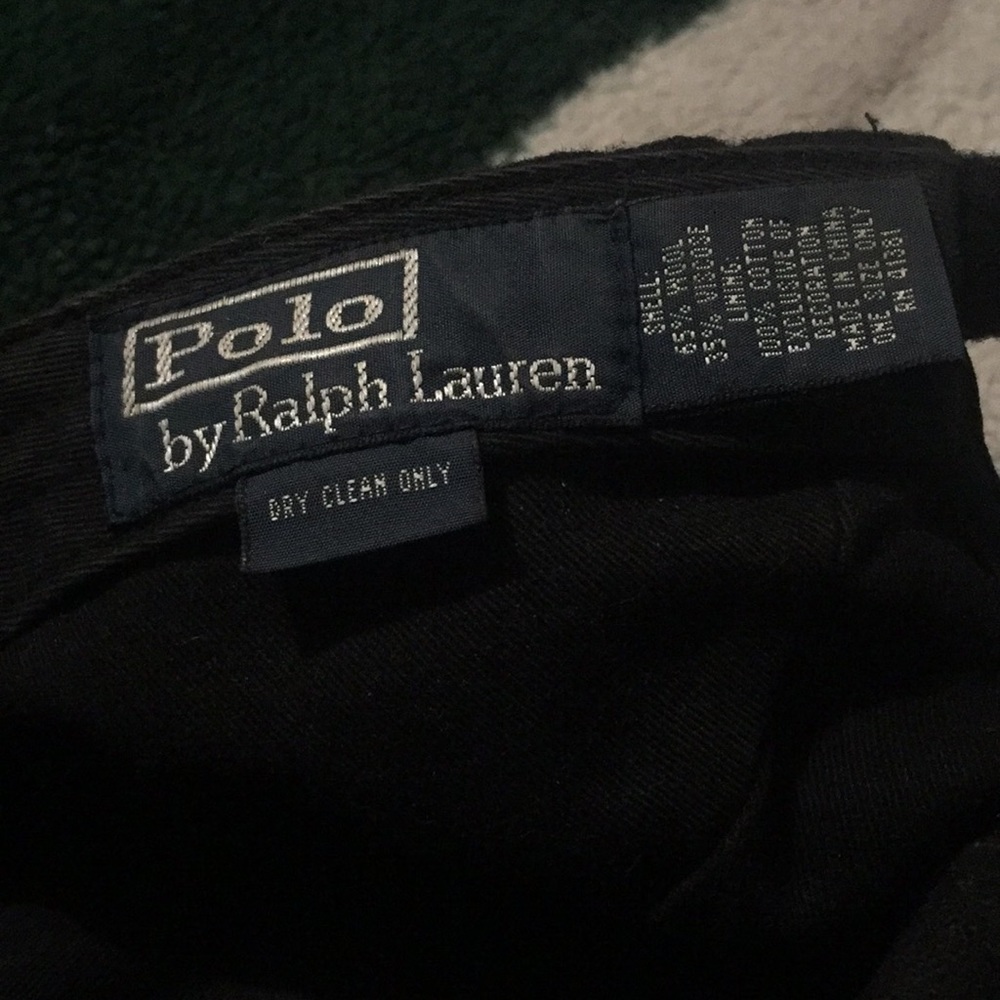 Polo
by Ralph Lauren
DRY CLEAN ONLY
SHELL
65% WOOL
35% VISCOSE
LINING
100% COTTON
EXCLUSIVE OF
DECORATION
MADE IN CHINA
ONE SIZE ONLY
RN 41381